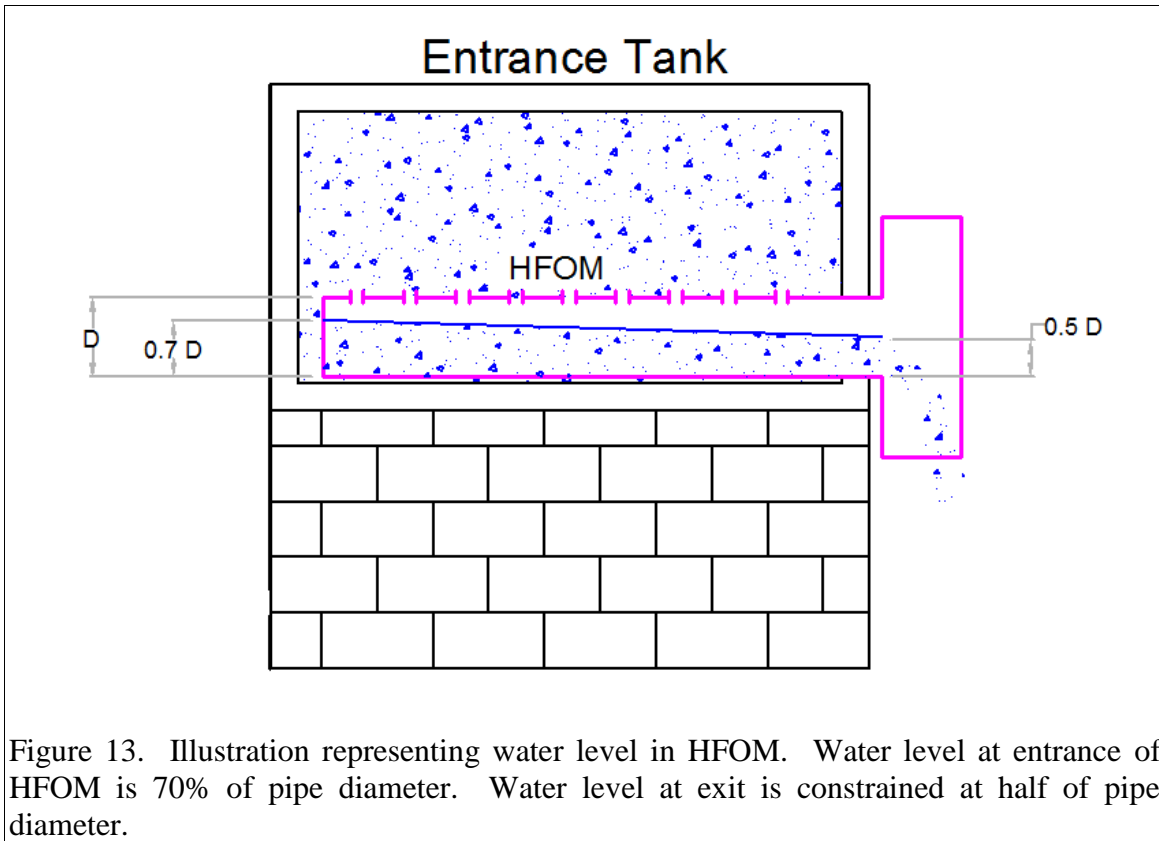 Entrance Tank
HFOM
D
0.7 D
0.5 D
Figure 13. Illustration representing water level in HFOM. Water level at entrance of
HFOM is 70% of pipe diameter. Water level at exit is constrained at half of pipe
diameter.